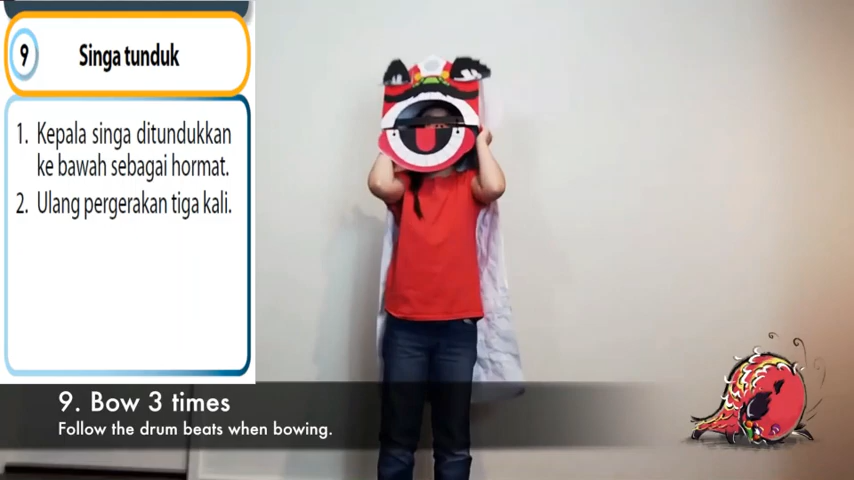 9
Singa tunduk
1. Kepala singa ditundukkan
ke bawah sebagai hormat.
2. Ulang pergerakan tiga kali.
9. Bow 3 times
Follow the drum beats when bowing.